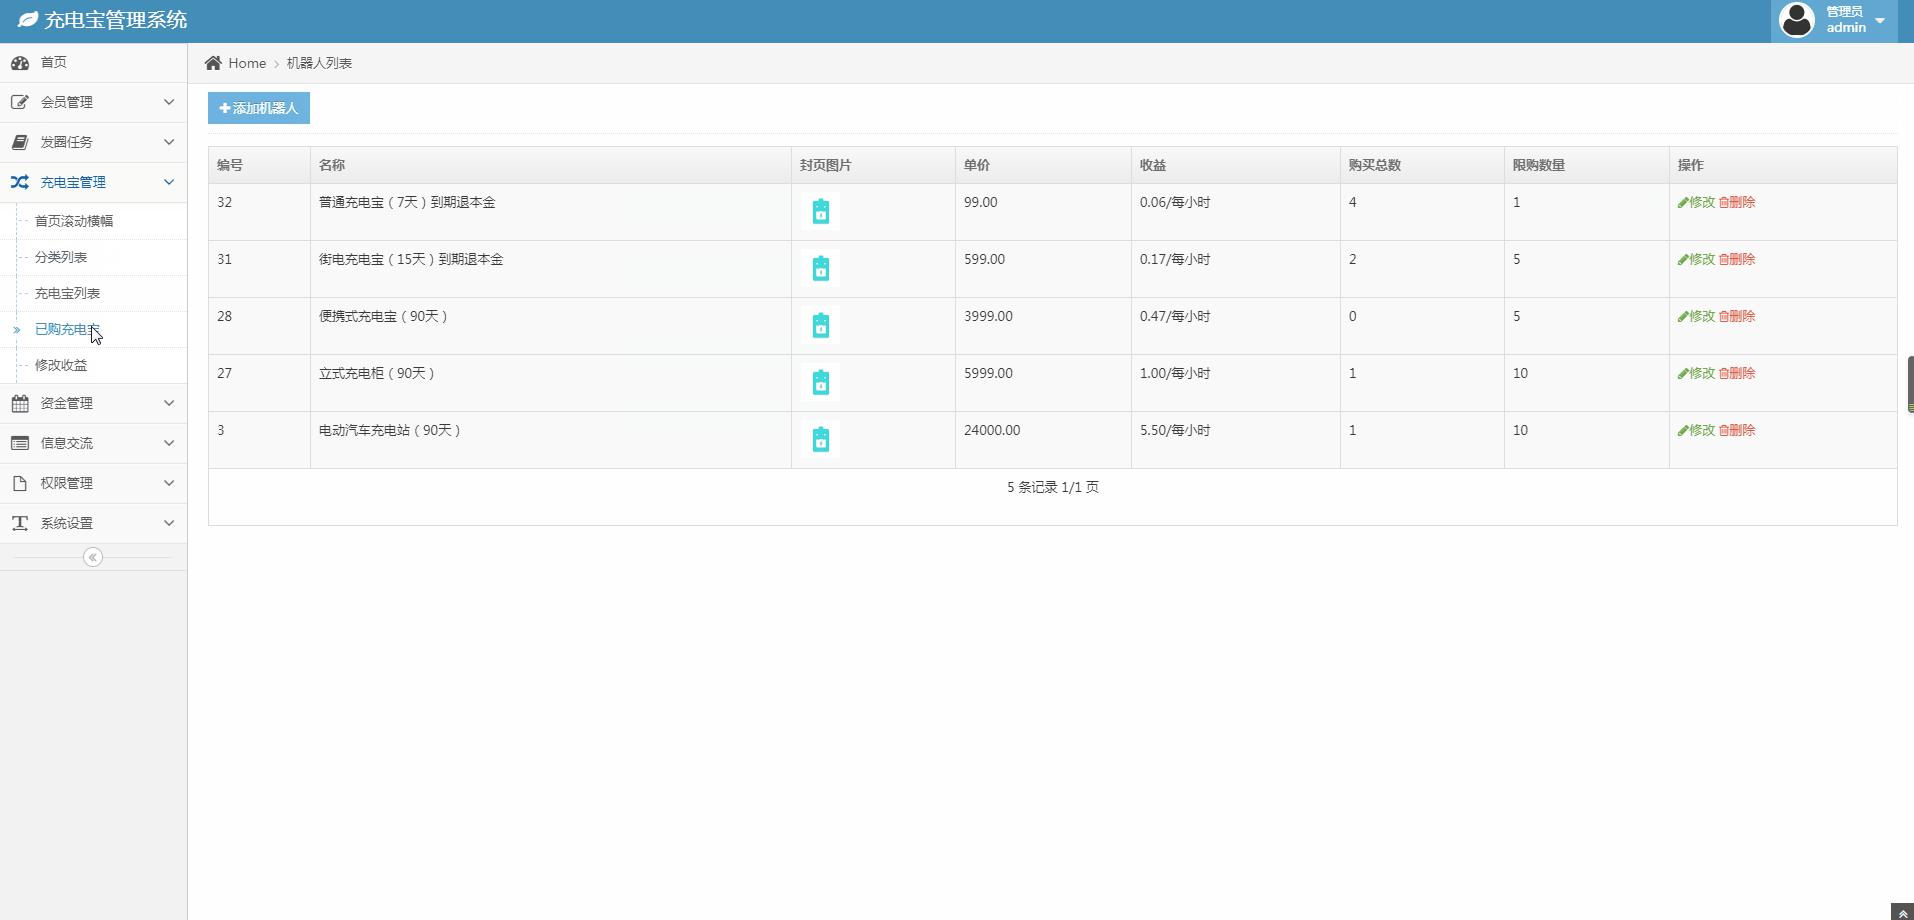 充电宝管理系统
管理员
admin
首页
会员管理
发圈任务
充电宝管理
首页滚动横幅
分类列表
充电宝列表
已购充电宝
修改收益
资金管理
信息交流
权限管理
系统设置
Home 机器人列表
添加机器人
编号 名称 封页图片 单价 收益 购买总数 限购数量 操作
32 普通充电宝（7天）到期退本金 99.00 0.06/每小时 4 1 修改 删除
31 街电充电宝（15天）到期退本金 599.00 0.17/每小时 2 5 修改 删除
28 便携式充电宝（90天） 3999.00 0.47/每小时 0 5 修改 删除
27 立式充电柜（90天） 5999.00 1.00/每小时 1 10 修改 删除
3 电动汽车充电站（90天） 24000.00 5.50/每小时 1 10 修改 删除
5 条记录 1/1 页